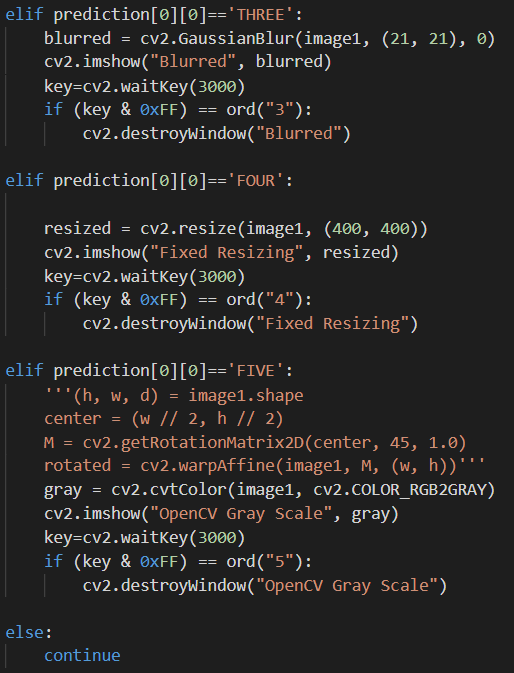 elif prediction[0][0]=='THREE':
    blurred = cv2.GaussianBlur(image1, (21, 21), 0)
    cv2.imshow("Blurred", blurred)
    key=cv2.waitKey(3000)
    if (key & 0xFF) == ord("3"):
        cv2.destroyWindow("Blurred")

elif prediction[0][0]=='FOUR':

    resized = cv2.resize(image1, (400, 400))
    cv2.imshow("Fixed Resizing", resized)
    key=cv2.waitKey(3000)
    if (key & 0xFF) == ord("4"):
        cv2.destroyWindow("Fixed Resizing")

elif prediction[0][0]=='FIVE':
    '''(h, w, d) = image1.shape
    center = (w // 2, h // 2)
    M = cv2.getRotationMatrix2D(center, 45, 1.0)
    rotated = cv2.warpAffine(image1, M, (w, h))'''
    gray = cv2.cvtColor(image1, cv2.COLOR_RGB2GRAY)
    cv2.imshow("OpenCV Gray Scale", gray)
    key=cv2.waitKey(3000)
    if (key & 0xFF) == ord("5"):
        cv2.destroyWindow("OpenCV Gray Scale")

else:
    continue